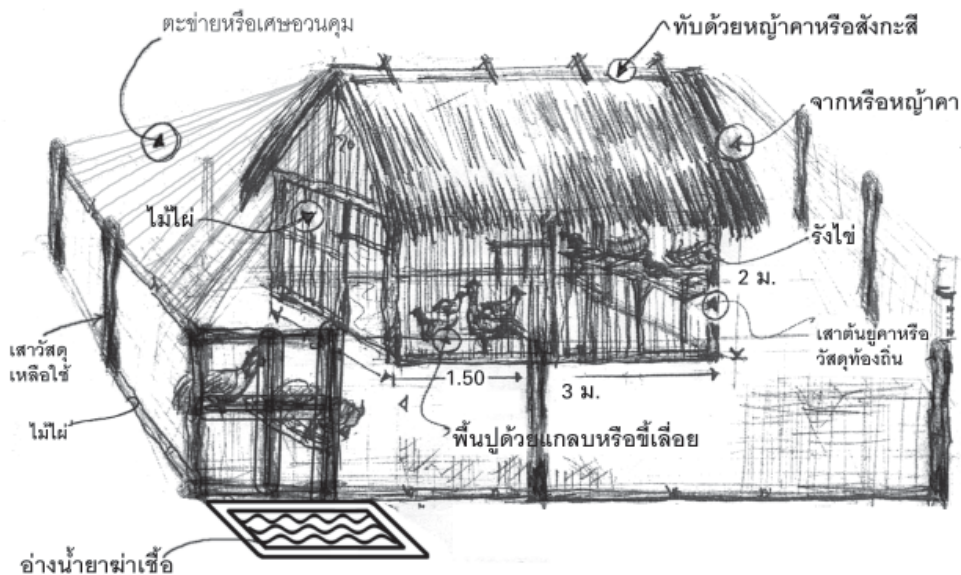 ตะข่ายหรือเศษอวนคุม
ทับด้วยหญ้าคาหรือสังกะสี
จากหรือหญ้าคา
ไม้ไผ่
รังไข่
2 ม.
เสาวัสดุ
เหลือใช้
เสาต้นยูคาหรือ
วัสดุท้องถิ่น
1.50
3 ม.
ไม้ไผ่
พื้นปูด้วยแกลบหรือขี้เลื่อย
อ่างน้ำยาฆ่าเชื้อ